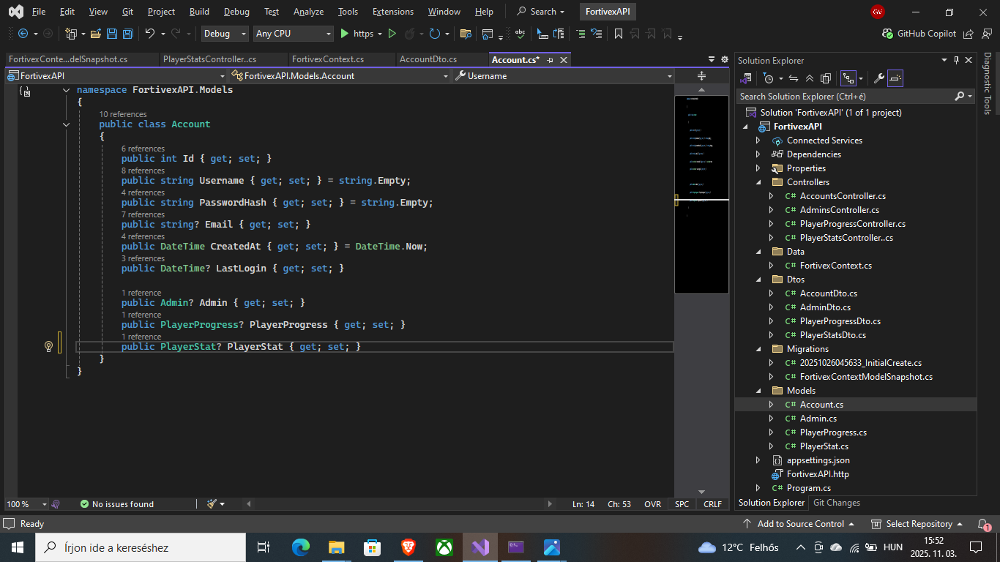 File Edit View Git Project Build Debug Test Analyze Tools Extensions Window Help Search FortivexAPI GV
Debug Any CPU https GitHub Copilot
FortivexConte...delSnapshot.cs PlayerStatsController..cs FortivexContext.cs AccountDto.cs Account.cs*
FortivexAPI FortivexAPI.Models.Account Username
namespace FortivexAPI.Models
{
10 references
public class Account
{
6 references
public int Id { get; set; }
8 references
public string Username { get; set; } = string.Empty;
4 references
public string PasswordHash { get; set; } = string.Empty;
7 references
public string? Email { get; set; }
4 references
public DateTime CreatedAt { get; set; } = DateTime.Now;
3 references
public DateTime? LastLogin { get; set; }
1 reference
public Admin? Admin { get; set; }
1 reference
public PlayerProgress? PlayerProgress { get; set; }
1 reference
public PlayerStat? PlayerStat { get; set; }
}
}
100 % No issues found Ln: 14 Ch: 53 OVR SPC CRLF
Solution Explorer
Search Solution Explorer (Ctrl+é)
Solution 'FortivexAPI' (1 of 1 project)
FortivexAPI
Connected Services
Dependencies
Properties
Controllers
C# AccountsController.cs
C# AdminsController.cs
C# PlayerProgressController.cs
C# PlayerStatsController..cs
Data
C# FortivexContext.cs
Dtos
C# AccountDto.cs
C# AdminDto.cs
C# PlayerProgressDto.cs
C# PlayerStatsDto.cs
Migrations
C# 20251026045633_InitialCreate.cs
C# FortivexContextModelSnapshot.cs
Models
C# Account.cs
C# Admin.cs
C# PlayerProgress.cs
C# PlayerStat.cs
appsettings.json
FortivexAPI.http
C# Program.cs
Solution Explorer Git Changes
Diagnostic Tools
Ready Add to Source Control Select Repository 1
Írjon ide a kereséshez 12°C Felhős HUN 15:52
2025. 11. 03.